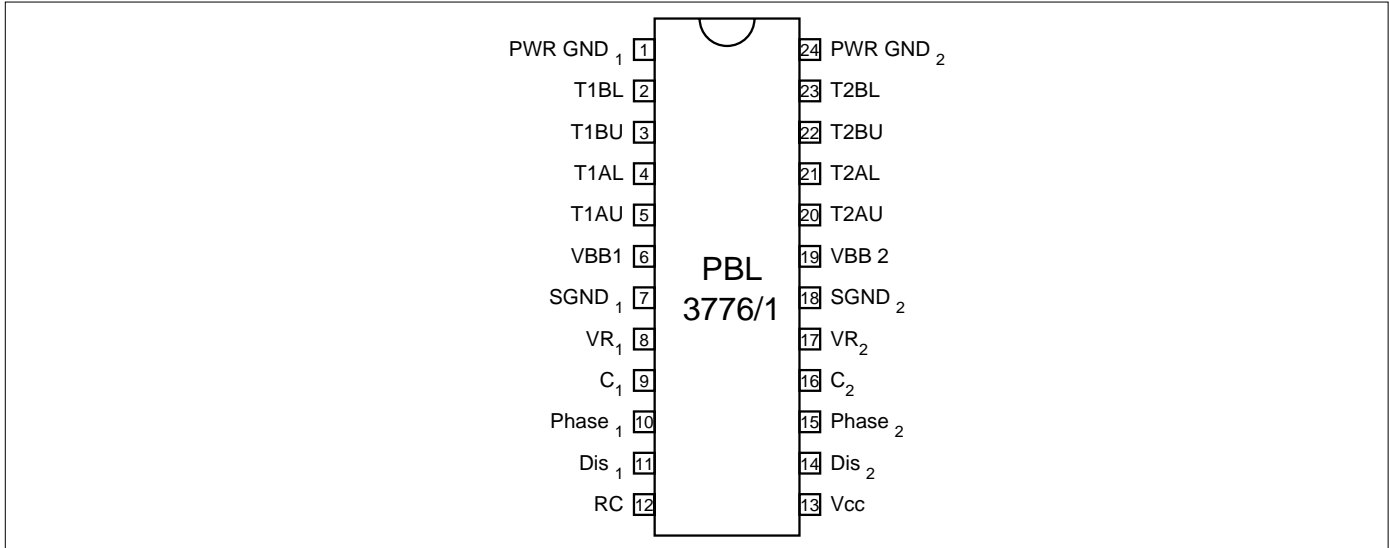 PWR GND 1 1 24 PWR GND 2
T1BL 2 23 T2BL
T1BU 3 22 T2BU
T1AL 4 21 T2AL
T1AU 5 20 T2AU
VBB1 6 19 VBB 2
PBL
SGND 1 7 18 SGND 2
3776/1
VR1 8 17 VR2
C1 9 16 C2
Phase 1 10 15 Phase 2
Dis 1 11 14 Dis 2
RC 12 13 Vcc